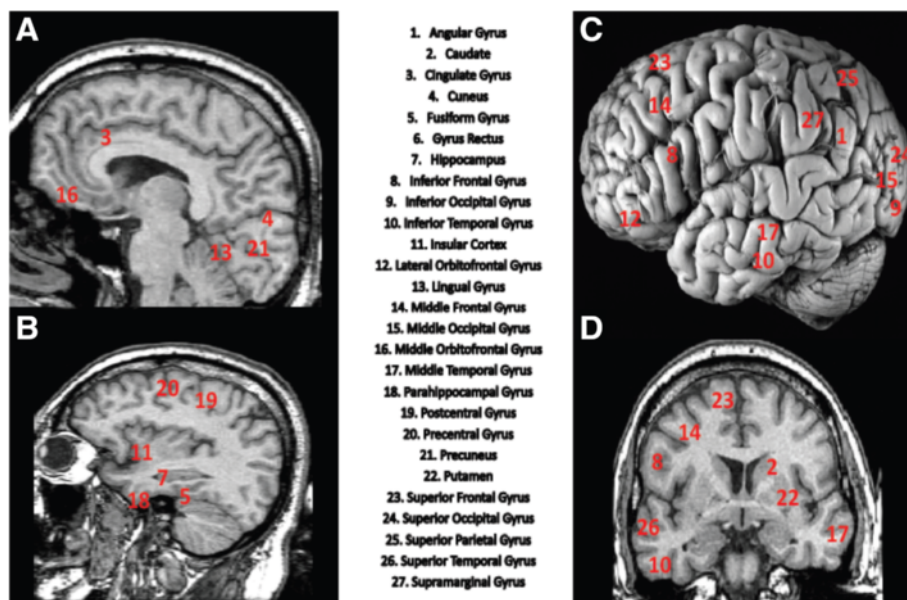 A
3
16
4
13
21
B
20
19
11
7
18
5
1. Angular Gyrus
2. Caudate
3. Cingulate Gyrus
4. Cuneus
5. Fusiform Gyrus
6. Gyrus Rectus
7. Hippocampus
8. Inferior Frontal Gyrus
9. Inferior Occipital Gyrus
10. Inferior Temporal Gyrus
11. Insular Cortex
12. Lateral Orbitofrontal Gyrus
13. Lingual Gyrus
14. Middle Frontal Gyrus
15. Middle Occipital Gyrus
16. Middle Orbitofrontal Gyrus
17. Middle Temporal Gyrus
18. Parahippocampal Gyrus
19. Postcentral Gyrus
20. Precentral Gyrus
21. Precuneus
22. Putamen
23. Superior Frontal Gyrus
24. Superior Occipital Gyrus
25. Superior Parietal Gyrus
26. Superior Temporal Gyrus
27. Supramarginal Gyrus
C
23
25
14
27
1
8
24
15
9
12
17
10
D
23
14
8
2
22
26
17
10